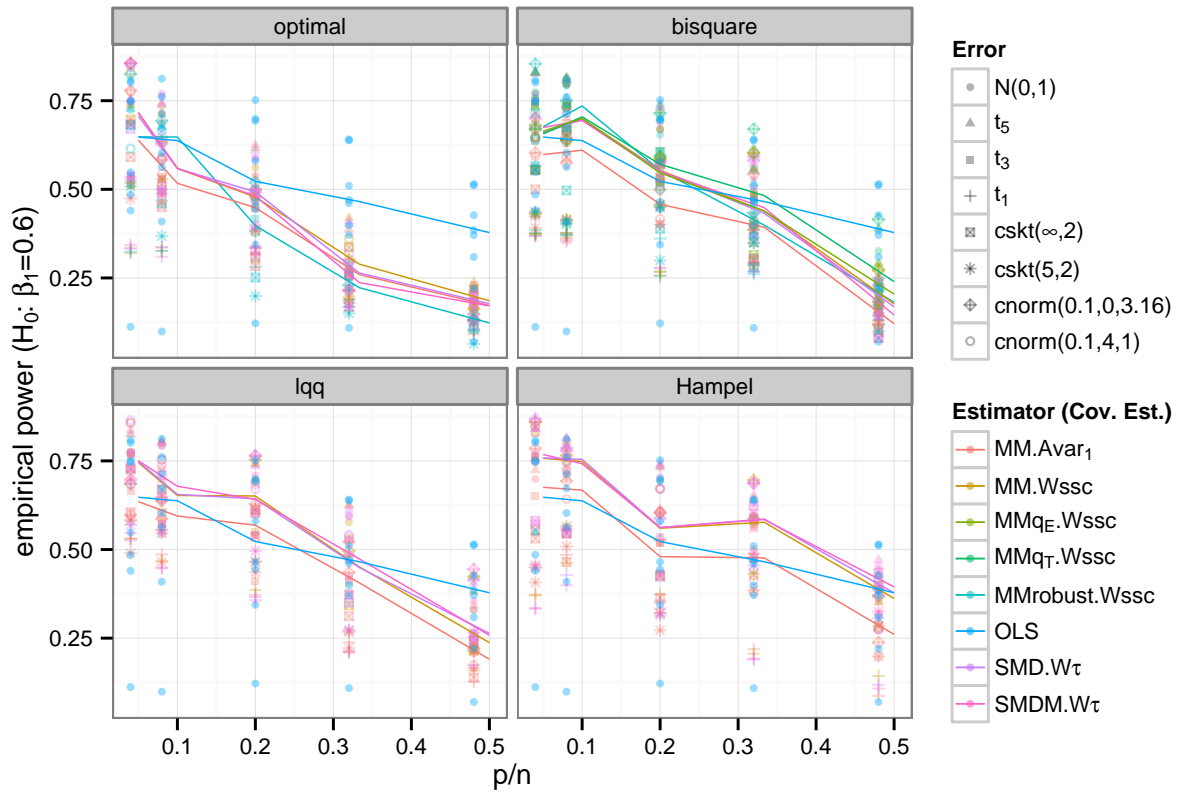 optimal
bisquare
lqq
Hampel
empirical power (H₀: β₁=0.6)
0.75
0.50
0.25
0.75
0.50
0.25
0.1 0.2 0.3 0.4 0.5
0.1 0.2 0.3 0.4 0.5
p/n
Error
N(0,1)
t₅
t₃
t₁
cskt(∞,2)
cskt(5,2)
cnorm(0.1,0,3.16)
cnorm(0.1,4,1)
Estimator (Cov. Est.)
MM.Avar₁
MM.Wssc
MMqE.Wssc
MMqT.Wssc
MMrobust.Wssc
OLS
SMD.Wτ
SMDM.Wτ